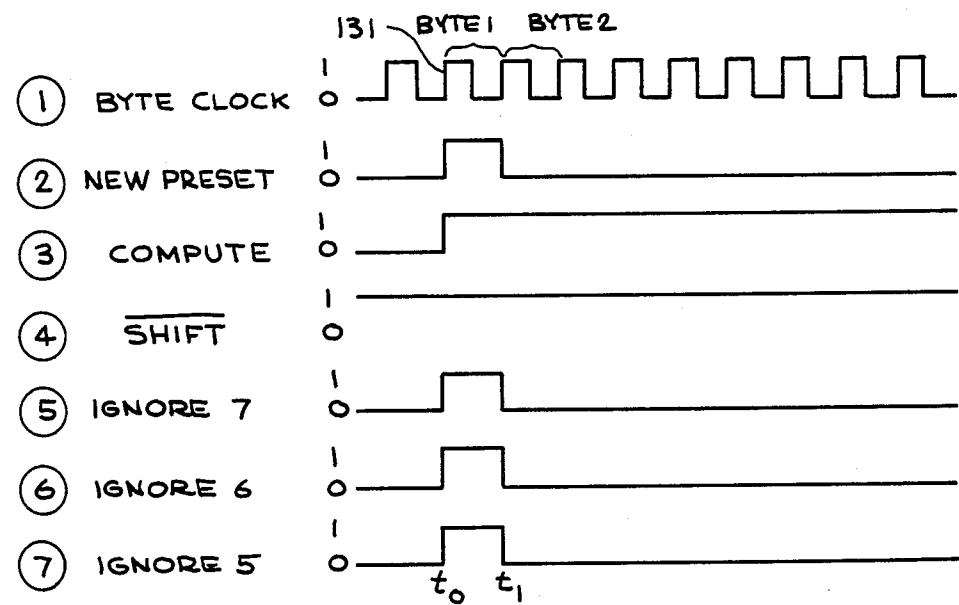 131 BYTE 1 BYTE 2
1 BYTE CLOCK 1 0
2 NEW PRESET 1 0
3 COMPUTE 1 0
4 SHIFT 1 0
5 IGNORE 7 1 0
6 IGNORE 6 1 0
7 IGNORE 5 1 0
t0 t1